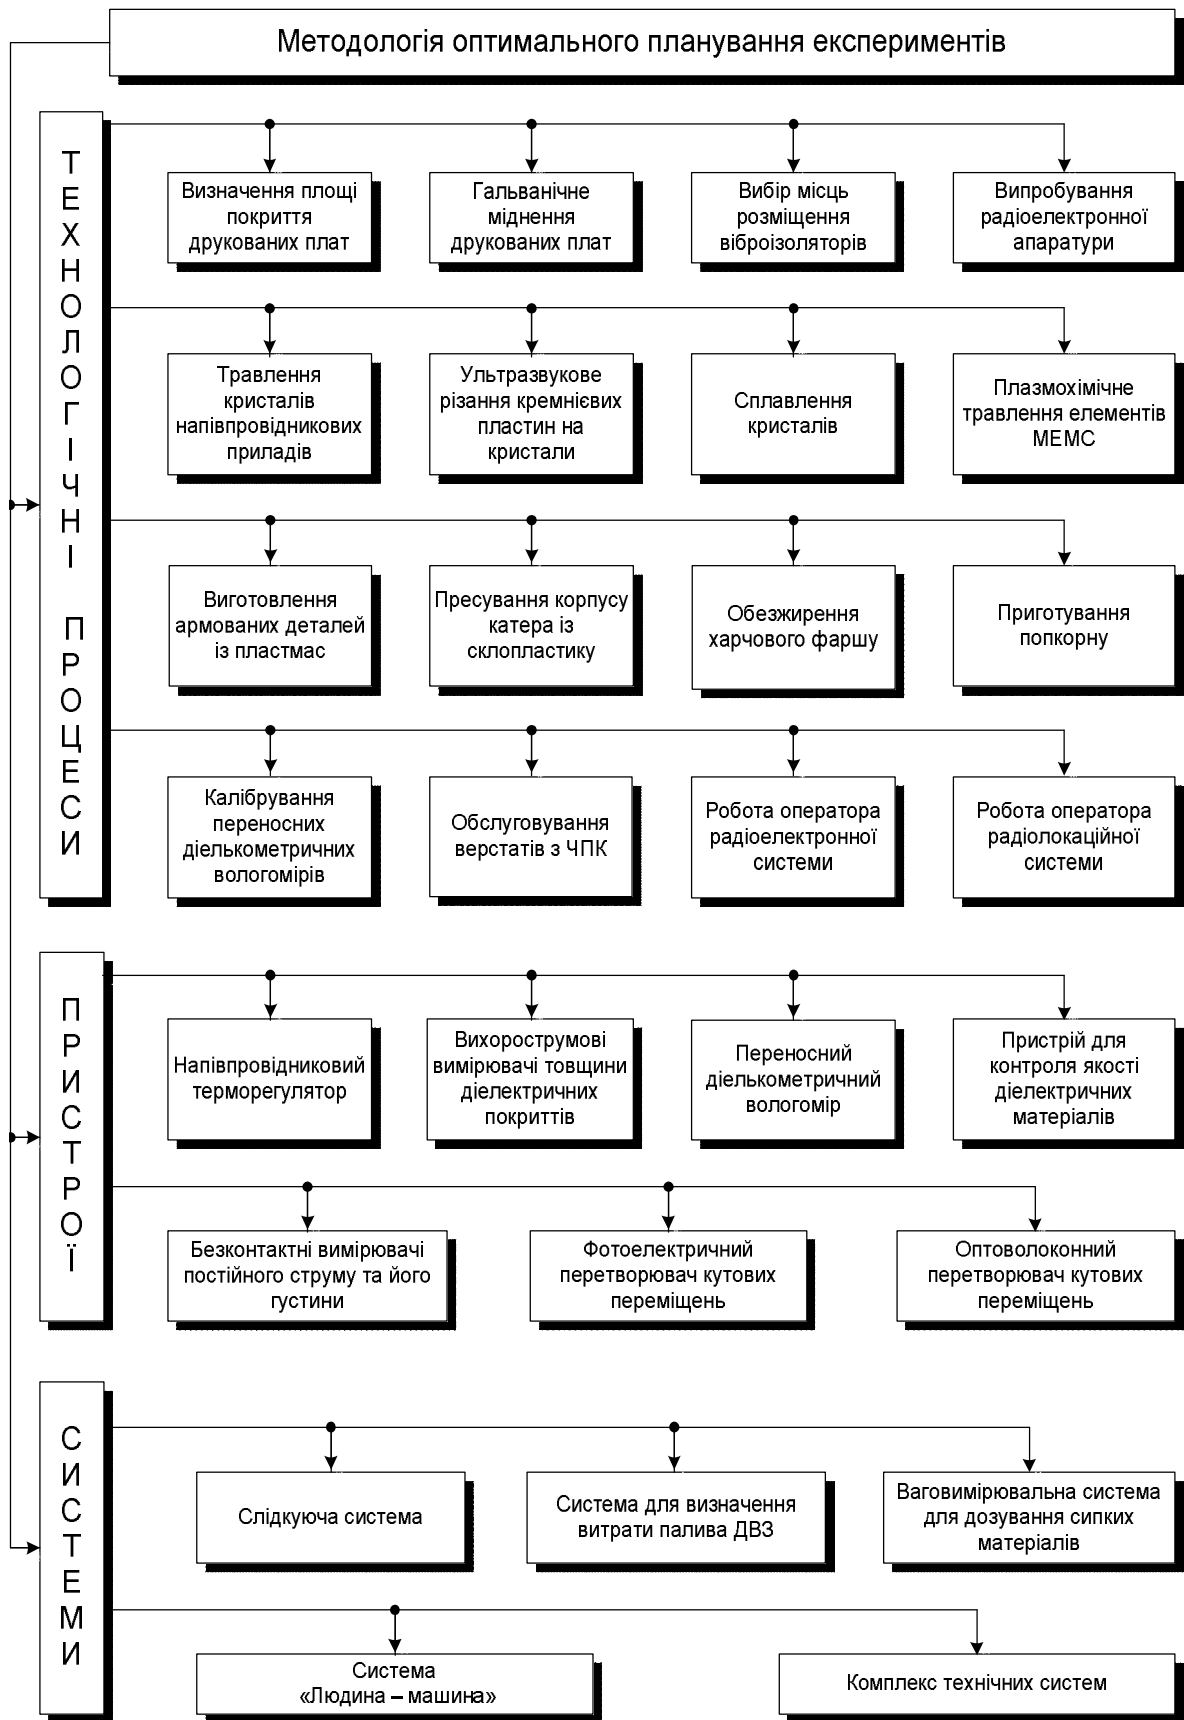 Методологія оптимального планування експериментів
ТЕХНОЛОГІЧНІ ПРОЦЕСИ
Визначення площі
покриття
друкованих плат
Гальванічне
міднення
друкованих плат
Вибір місць
розміщення
віброізоляторів
Випробування
радіоелектронної
апаратури
Травлення
кристалів
напівпровідникових
приладів
Ультразвукове
різання кремнієвих
пластин на
кристали
Сплавлення
кристалів
Плазмохімічне
травлення елементів
МЕМС
Виготовлення
армованих деталей
із пластмас
Пресування корпусу
катера із
склопластику
Обезжирення
харчового фаршу
Приготування
попкорну
Калібрування
переносних
діелькометричних
вологомірів
Обслуговування
верстатів з ЧПК
Робота оператора
радіоелектронної
системи
Робота оператора
радіолокаційної
системи
ПРИСТРОЇ
Напівпровідниковий
терморегулятор
Вихорострумові
вимірювачі товщини
діелектричних
покриттів
Переносний
діелькометричний
вологомір
Пристрій для
контроля якості
діелектричних
матеріалів
Безконтактні вимірювачі
постійного струму та його
густини
Фотоелектричний
перетворювач кутових
переміщень
Оптоволоконний
перетворювач кутових
переміщень
СИСТЕМИ
Слідкуюча система
Система для визначення
витрати палива ДВЗ
Ваговимірювальна система
для дозування сипких
матеріалів
Система
«Людина – машина»
Комплекс технічних систем